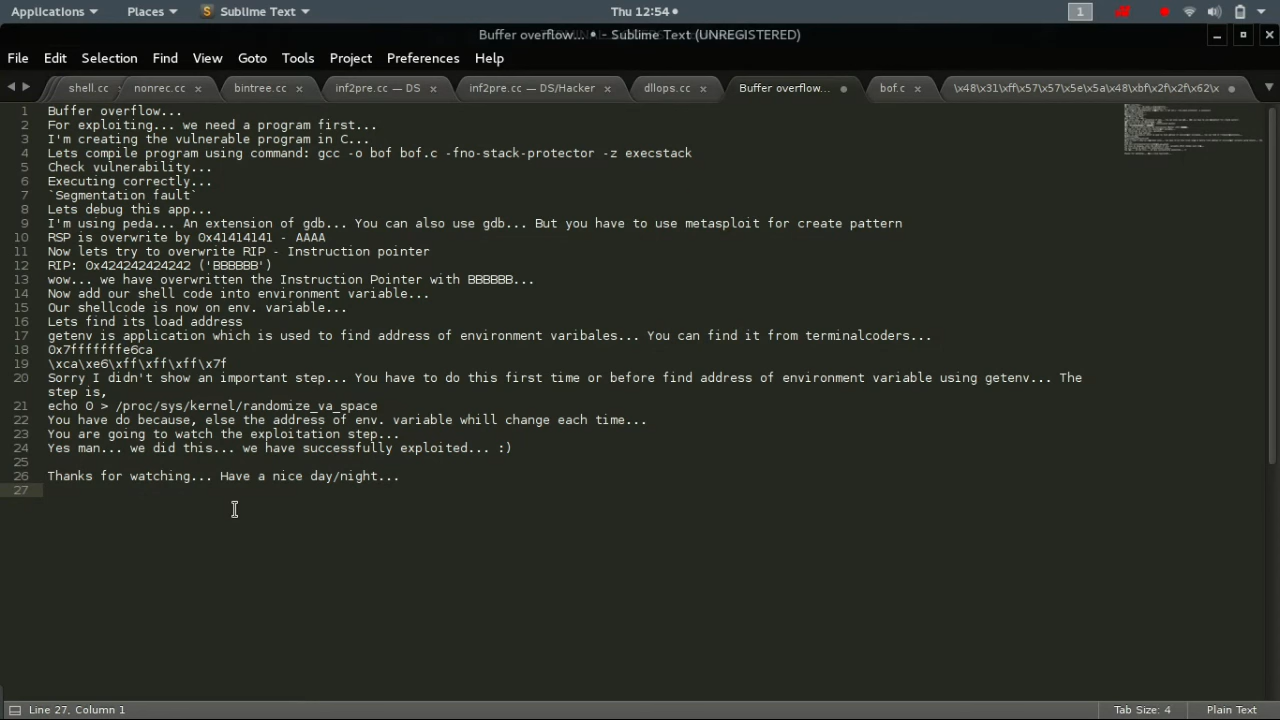 Applications Places Sublime Text Thu 12:54 1
Buffer overflow... • - Sublime Text (UNREGISTERED)
File Edit Selection Find View Goto Tools Project Preferences Help
shell.cc nonrec.cc bintree.cc inf2pre.cc — DS inf2pre.cc — DS/Hacker dllops.cc Buffer overflow... bof.c \x48\x31\xff\x57\x57\x5e\x5a\x48\xbf\x2f\x2f\x62\x
1 Buffer overflow...
2 For exploiting... we need a program first...
3 I'm creating the vulnerable program in C...
4 Lets compile program using command: gcc -o bof bof.c -fno-stack-protector -z execstack
5 Check vulnerability...
6 Executing correctly...
7 `Segmentation fault`
8 Lets debug this app...
9 I'm using peda... An extension of gdb... You can also use gdb... But you have to use metasploit for create pattern
10 RSP is overwrite by 0x41414141 - AAAA
11 Now lets try to overwrite RIP - Instruction pointer
12 RIP: 0x424242424242 ('BBBBBB')
13 wow... we have overwritten the Instruction Pointer with BBBBBB...
14 Now add our shell code into environment variable...
15 Our shellcode is now on env. variable...
16 Lets find its load address
17 getenv is application which is used to find address of environment varibales... You can find it from terminalcoders...
18 0x7fffffffe6ca
19 \xca\xe6\xff\xff\xff\x7f
20 Sorry I didn't show an important step... You have to do this first time or before find address of environment variable using getenv... The
step is,
21 echo 0 > /proc/sys/kernel/randomize_va_space
22 You have do because, else the address of env. variable whill change each time...
23 You are going to watch the exploitation step...
24 Yes man... we did this... we have successfully exploited... :)
25
26 Thanks for watching... Have a nice day/night...
27
Line 27, Column 1 Tab Size: 4 Plain Text